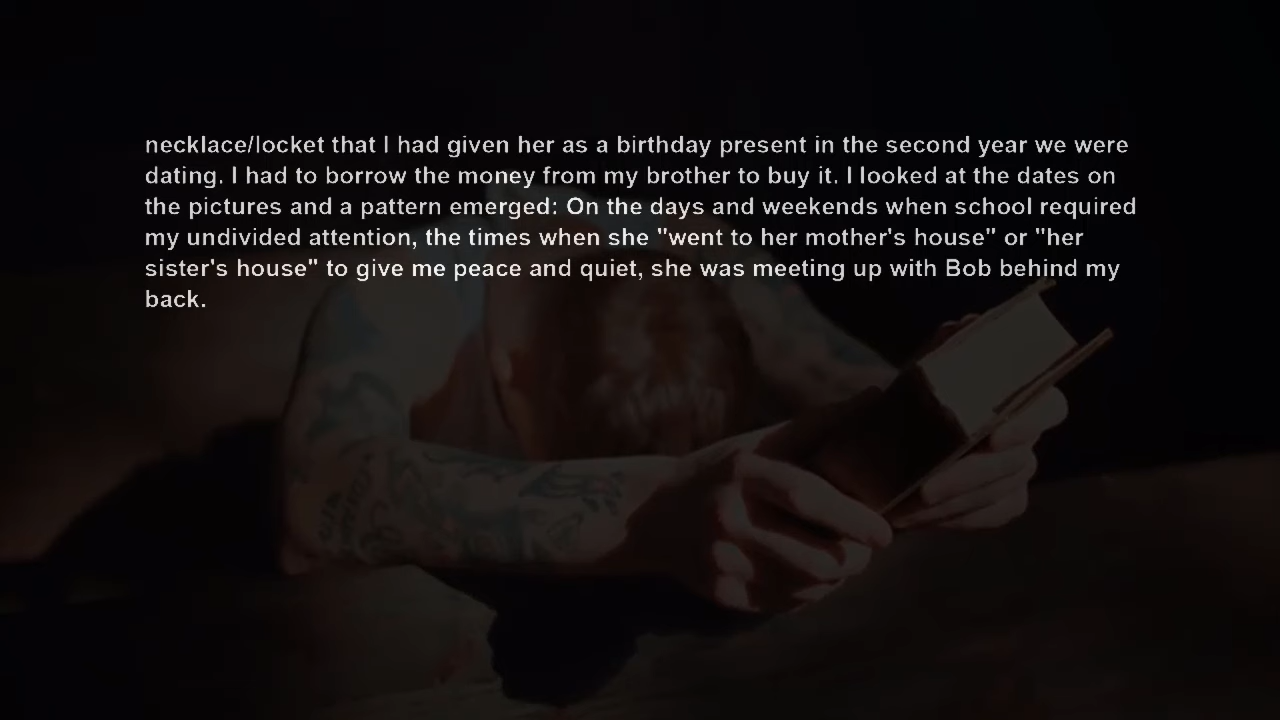 necklace/locket that I had given her as a birthday present in the second year we were
dating. I had to borrow the money from my brother to buy it. I looked at the dates on
the pictures and a pattern emerged: On the days and weekends when school required
my undivided attention, the times when she "went to her mother's house" or "her
sister's house" to give me peace and quiet, she was meeting up with Bob behind my
back.